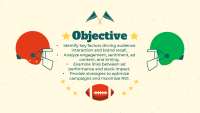 Objective
• Identify key factors driving audience
interaction and brand recall.
• Analyze engagement, sentiment, ad
content, and timing.
• Examine links between ad
performance and stock impact.
• Provide strategies to optimize
campaigns and maximize ROI.